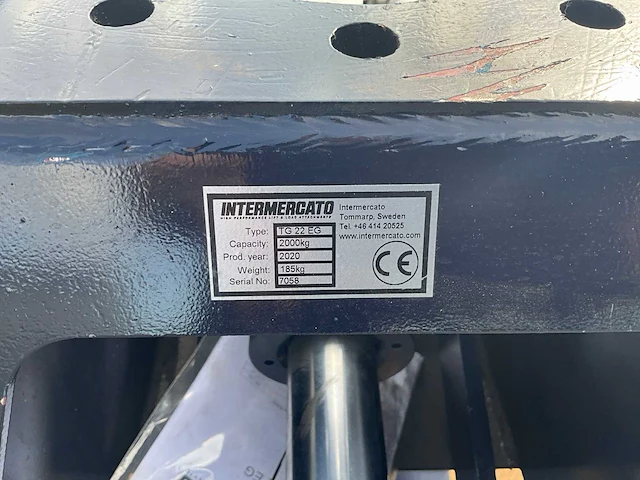 INTERMERCATO
HIGH PERFORMANCE LIFT & LOAD ATTACHMENTS
Intermercato
Tommarp, Sweden
Tel. +46 414 20525
www.intermercato.com
Type: TG 22 EG
Capacity: 2000kg
Prod. year: 2020
Weight: 185kg
Serial No: 7058
CE
EG